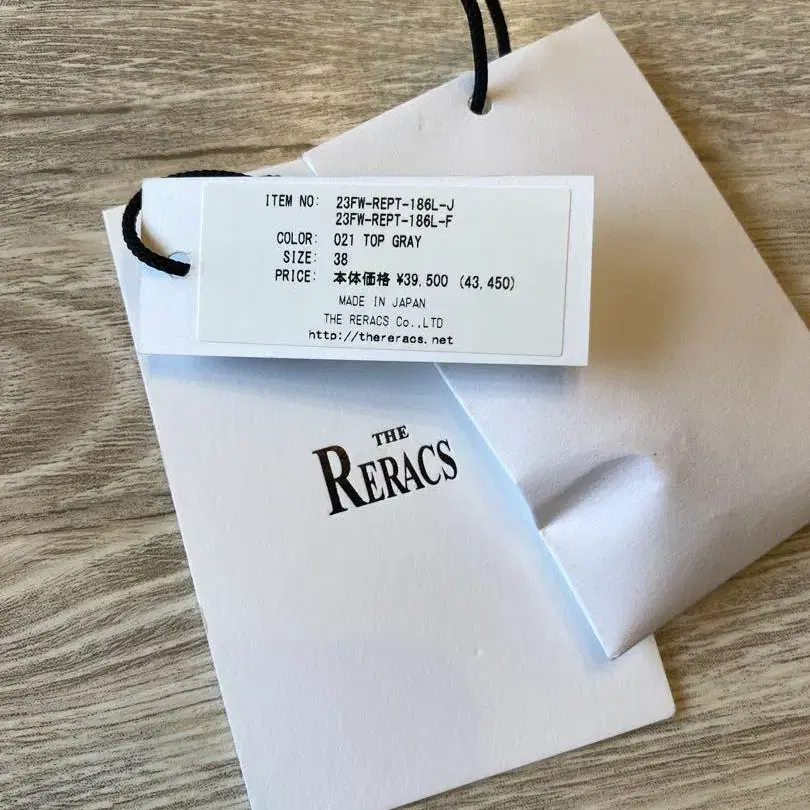 ITEM NO: 23FW-REPT-186L-J
23FW-REPT-186L-F
COLOR: 021 TOP GRAY
SIZE: 38
PRICE: 本体価格 ¥39,500 (43,450)
MADE IN JAPAN
THE RERACS Co.,LTD
http://thereracs.net
THE
RERACS